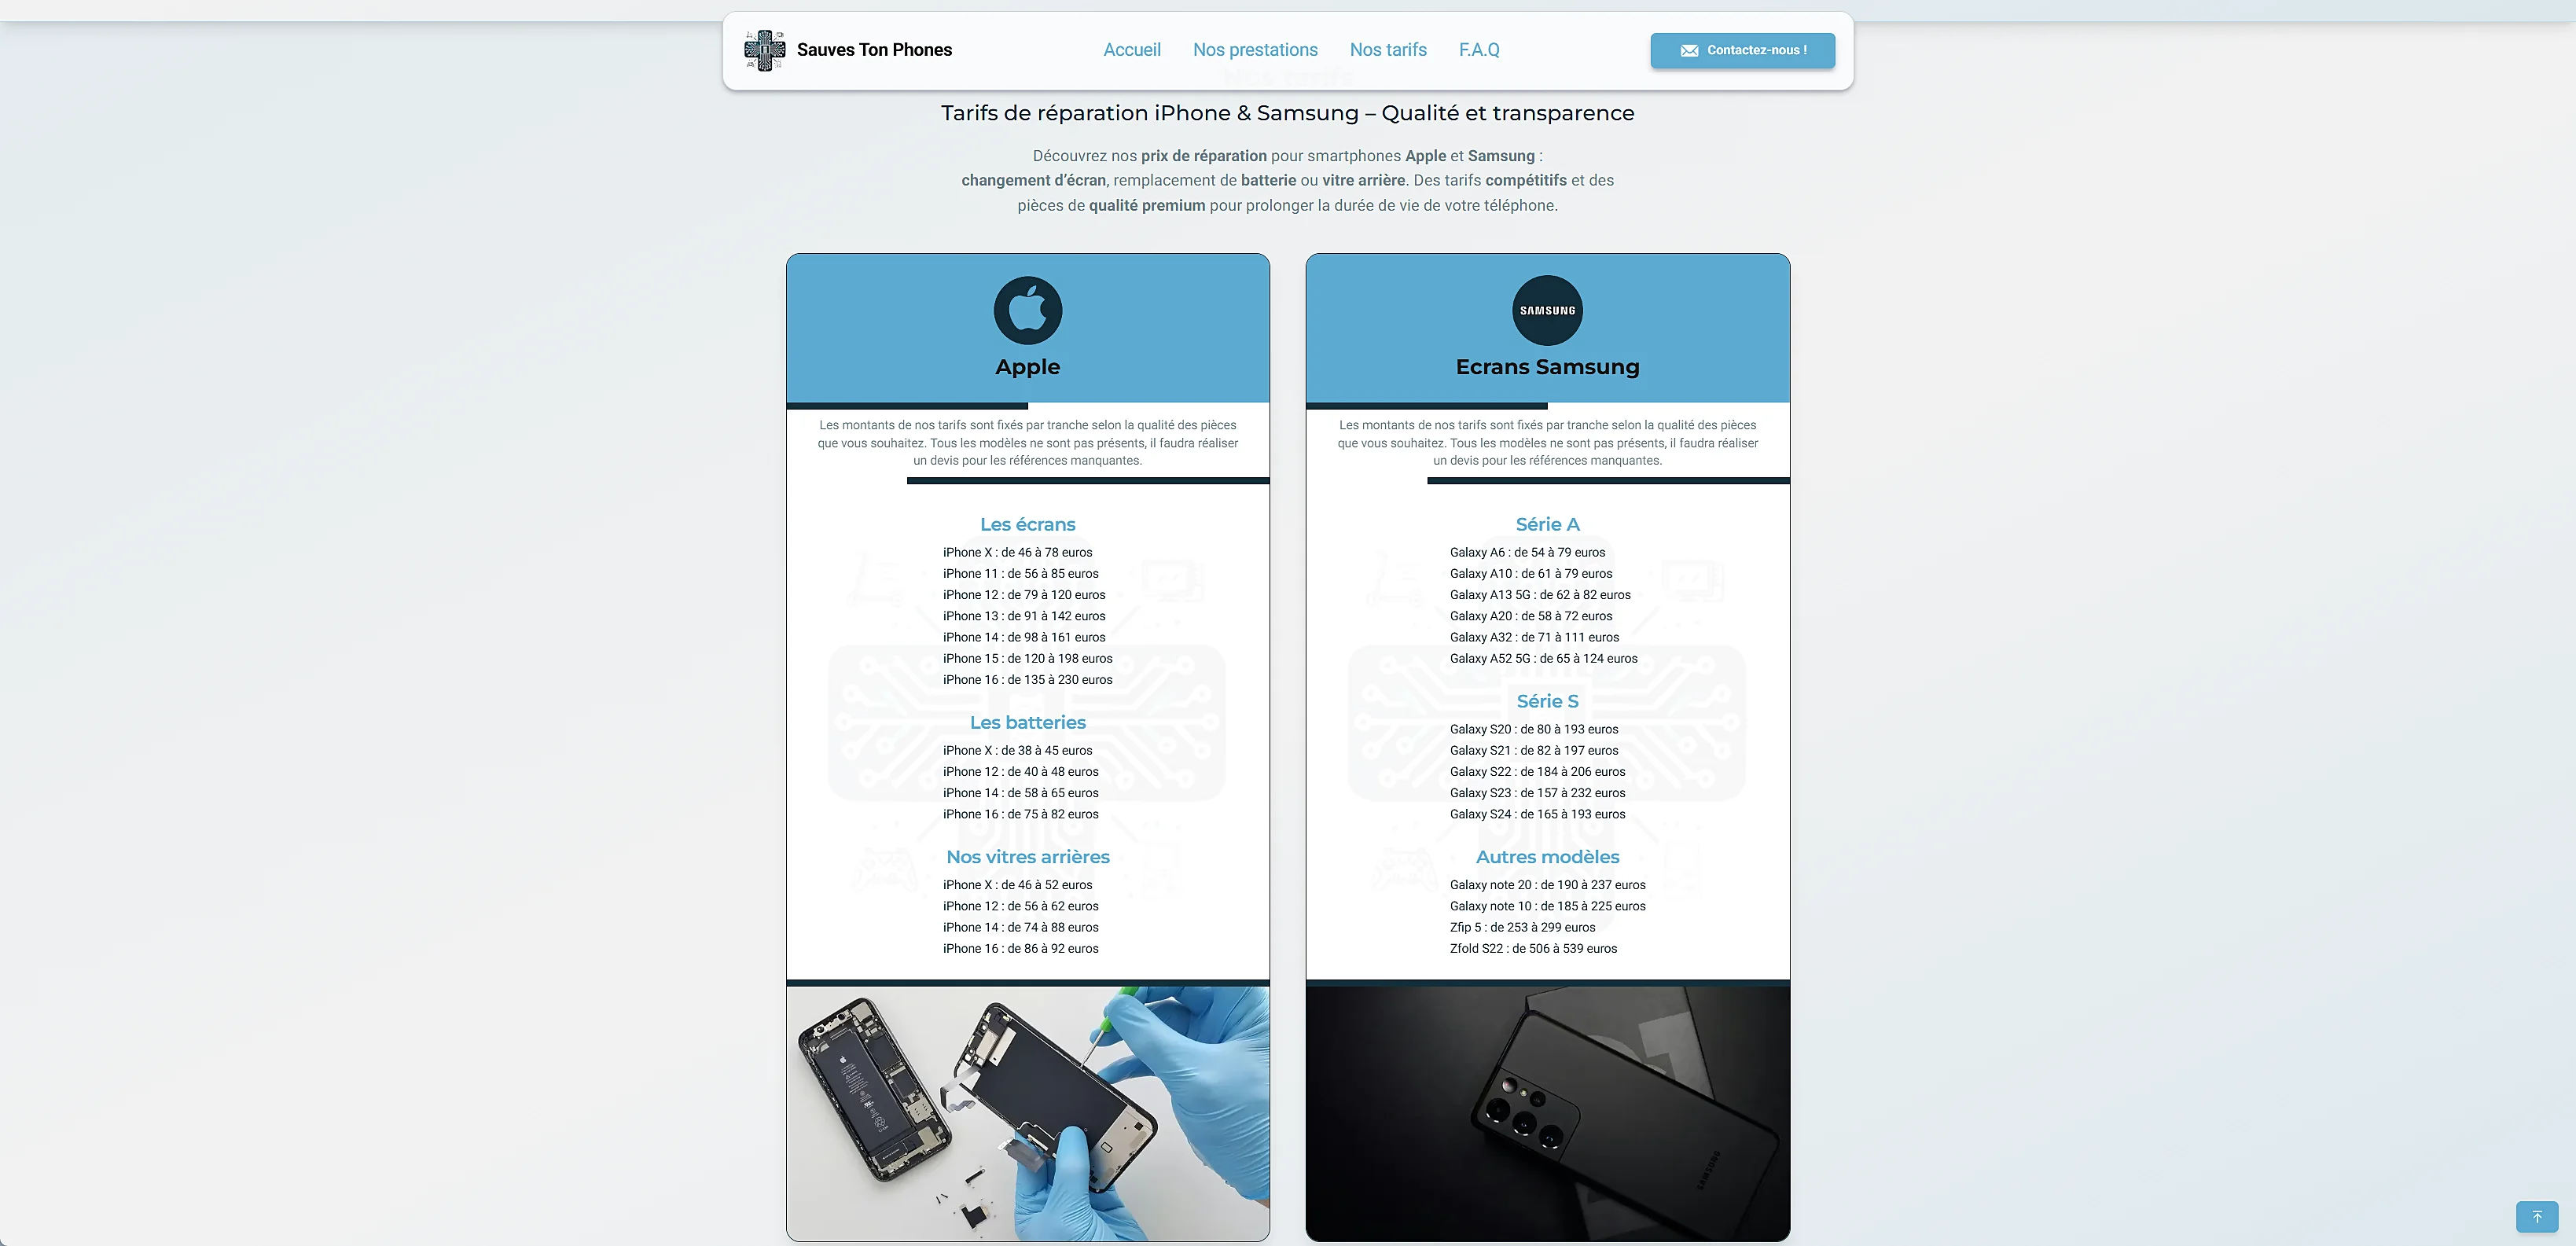 Sauves Ton Phones
Accueil
Nos prestations
Nos tarifs
F.A.Q
Contactez-nous !
Tarifs de réparation iPhone & Samsung – Qualité et transparence
Découvrez nos prix de réparation pour smartphones Apple et Samsung :
changement d’écran, remplacement de batterie ou vitre arrière. Des tarifs compétitifs et des
pièces de qualité premium pour prolonger la durée de vie de votre téléphone.
Apple
Les montants de nos tarifs sont fixés par tranche selon la qualité des pièces
que vous souhaitez. Tous les modèles ne sont pas présents, il faudra réaliser
un devis pour les références manquantes.
Les écrans
iPhone X : de 46 à 78 euros
iPhone 11 : de 56 à 85 euros
iPhone 12 : de 79 à 120 euros
iPhone 13 : de 91 à 142 euros
iPhone 14 : de 98 à 161 euros
iPhone 15 : de 120 à 198 euros
iPhone 16 : de 135 à 230 euros
Les batteries
iPhone X : de 38 à 45 euros
iPhone 12 : de 40 à 48 euros
iPhone 14 : de 58 à 65 euros
iPhone 16 : de 75 à 82 euros
Nos vitres arrières
iPhone X : de 46 à 52 euros
iPhone 12 : de 56 à 62 euros
iPhone 14 : de 74 à 88 euros
iPhone 16 : de 86 à 92 euros
SAMSUNG
Ecrans Samsung
Les montants de nos tarifs sont fixés par tranche selon la qualité des pièces
que vous souhaitez. Tous les modèles ne sont pas présents, il faudra réaliser
un devis pour les références manquantes.
Série A
Galaxy A6 : de 54 à 79 euros
Galaxy A10 : de 61 à 79 euros
Galaxy A13 5G : de 62 à 82 euros
Galaxy A20 : de 58 à 72 euros
Galaxy A32 : de 71 à 111 euros
Galaxy A52 5G : de 65 à 124 euros
Série S
Galaxy S20 : de 80 à 193 euros
Galaxy S21 : de 82 à 197 euros
Galaxy S22 : de 184 à 206 euros
Galaxy S23 : de 157 à 232 euros
Galaxy S24 : de 165 à 193 euros
Autres modèles
Galaxy note 20 : de 190 à 237 euros
Galaxy note 10 : de 185 à 225 euros
Zfip 5 : de 253 à 299 euros
Zfold S22 : de 506 à 539 euros
SAMSUNG